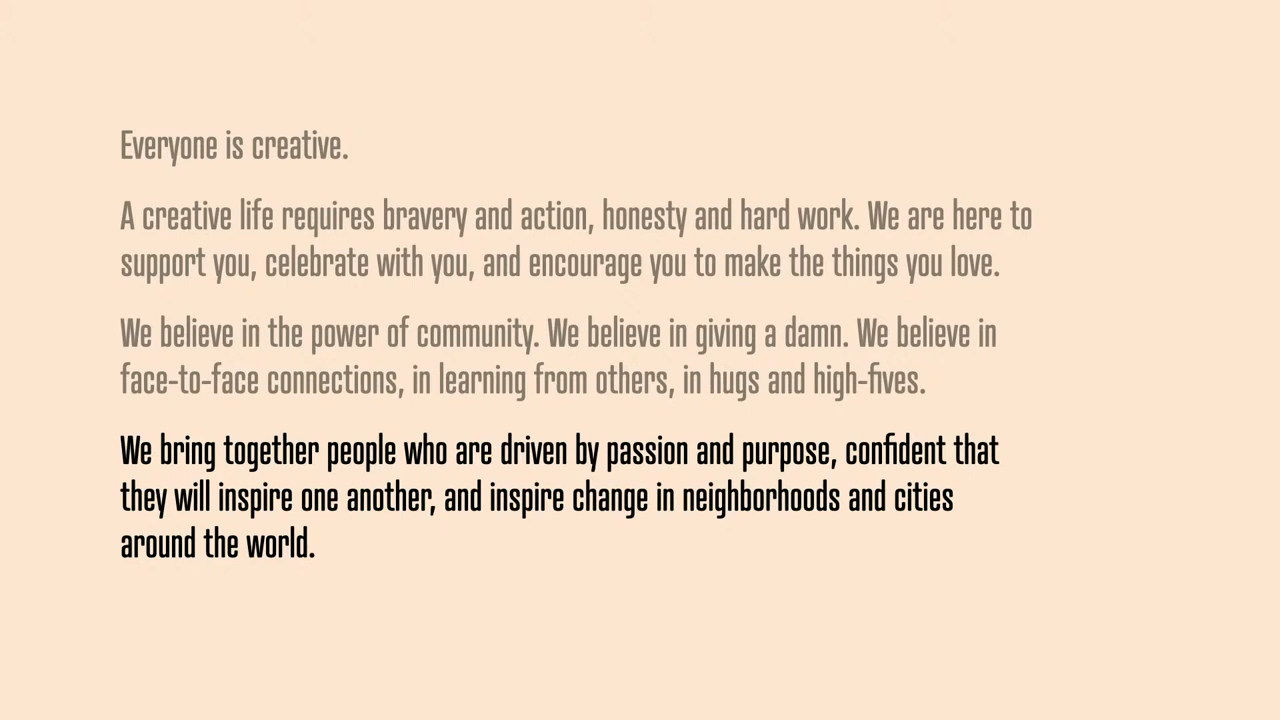 Everyone is creative.
A creative life requires bravery and action, honesty and hard work. We are here to
support you, celebrate with you, and encourage you to make the things you love.
We believe in the power of community. We believe in giving a damn. We believe in
face-to-face connections, in learning from others, in hugs and high-fives.
We bring together people who are driven by passion and purpose, confident that
they will inspire one another, and inspire change in neighborhoods and cities
around the world.